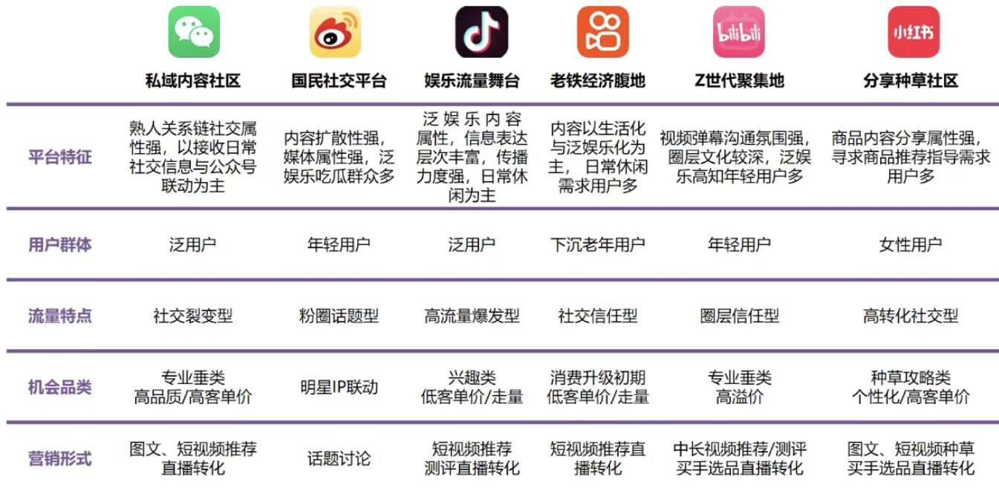 bilibili
小红书
私域内容社区
国民社交平台
娱乐流量舞台
老铁经济腹地
Z世代聚集地
分享种草社区
平台特征
熟人关系链社交属
性强，以接收日常
社交信息与公众号
联动为主
内容扩散性强，
媒体属性强，泛
娱乐吃瓜群众多
泛娱乐内容
属性，信息表达
层次丰富，传播
力度强，日常休
闲为主
内容以生活化
与泛娱乐化为
主， 日常休闲
需求用户多
视频弹幕沟通氛围强，
圈层文化较深，泛娱
乐高知年轻用户多
商品内容分享属性强，
寻求商品推荐指导需求
用户多
用户群体
泛用户
年轻用户
泛用户
下沉老年用户
年轻用户
女性用户
流量特点
社交裂变型
粉圈话题型
高流量爆发型
社交信任型
圈层信任型
高转化社交型
机会品类
专业垂类
高品质/高客单价
明星IP联动
兴趣类
低客单价/走量
消费升级初期
低客单价/走量
专业垂类
高溢价
种草攻略类
个性化/高客单价
营销形式
图文、短视频推荐
直播转化
话题讨论
短视频推荐
测评直播转化
短视频推荐直
播转化
中长视频推荐/测评
买手选品直播转化
图文、短视频种草
买手选品直播转化